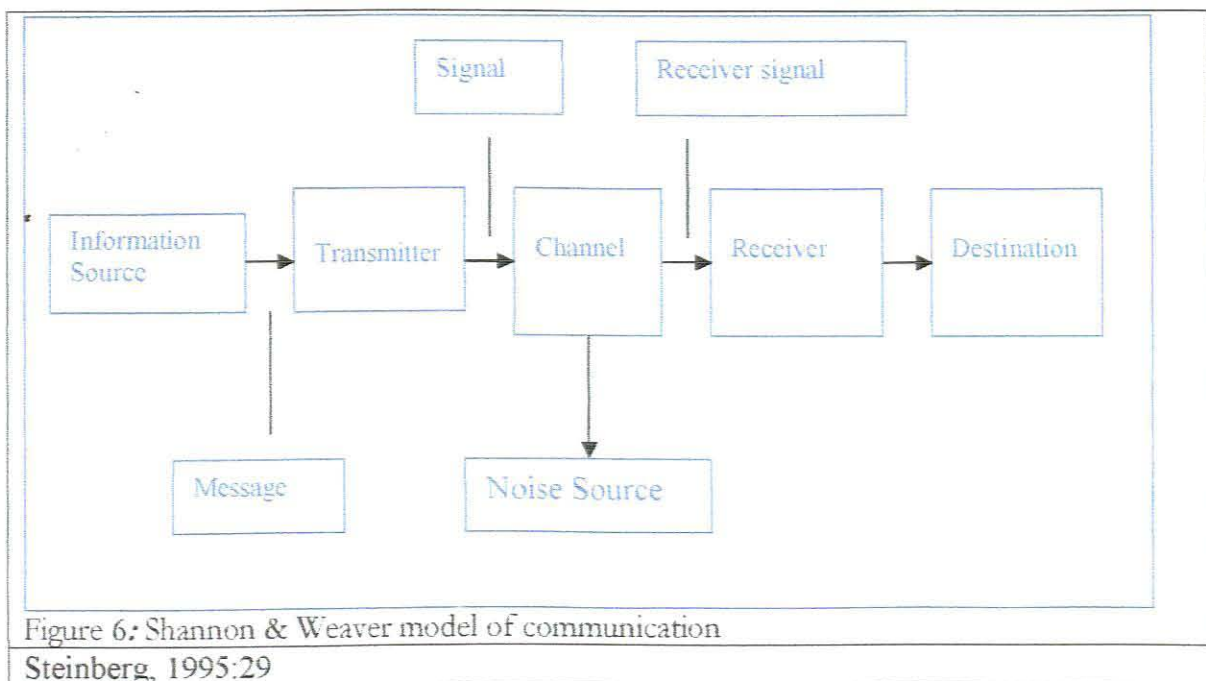 Signal
Receiver signal
Information
Source
Transmitter
Channel
Receiver
Destination
Message
Noise Source
Figure 6: Shannon & Weaver model of communication
Steinberg, 1995:29